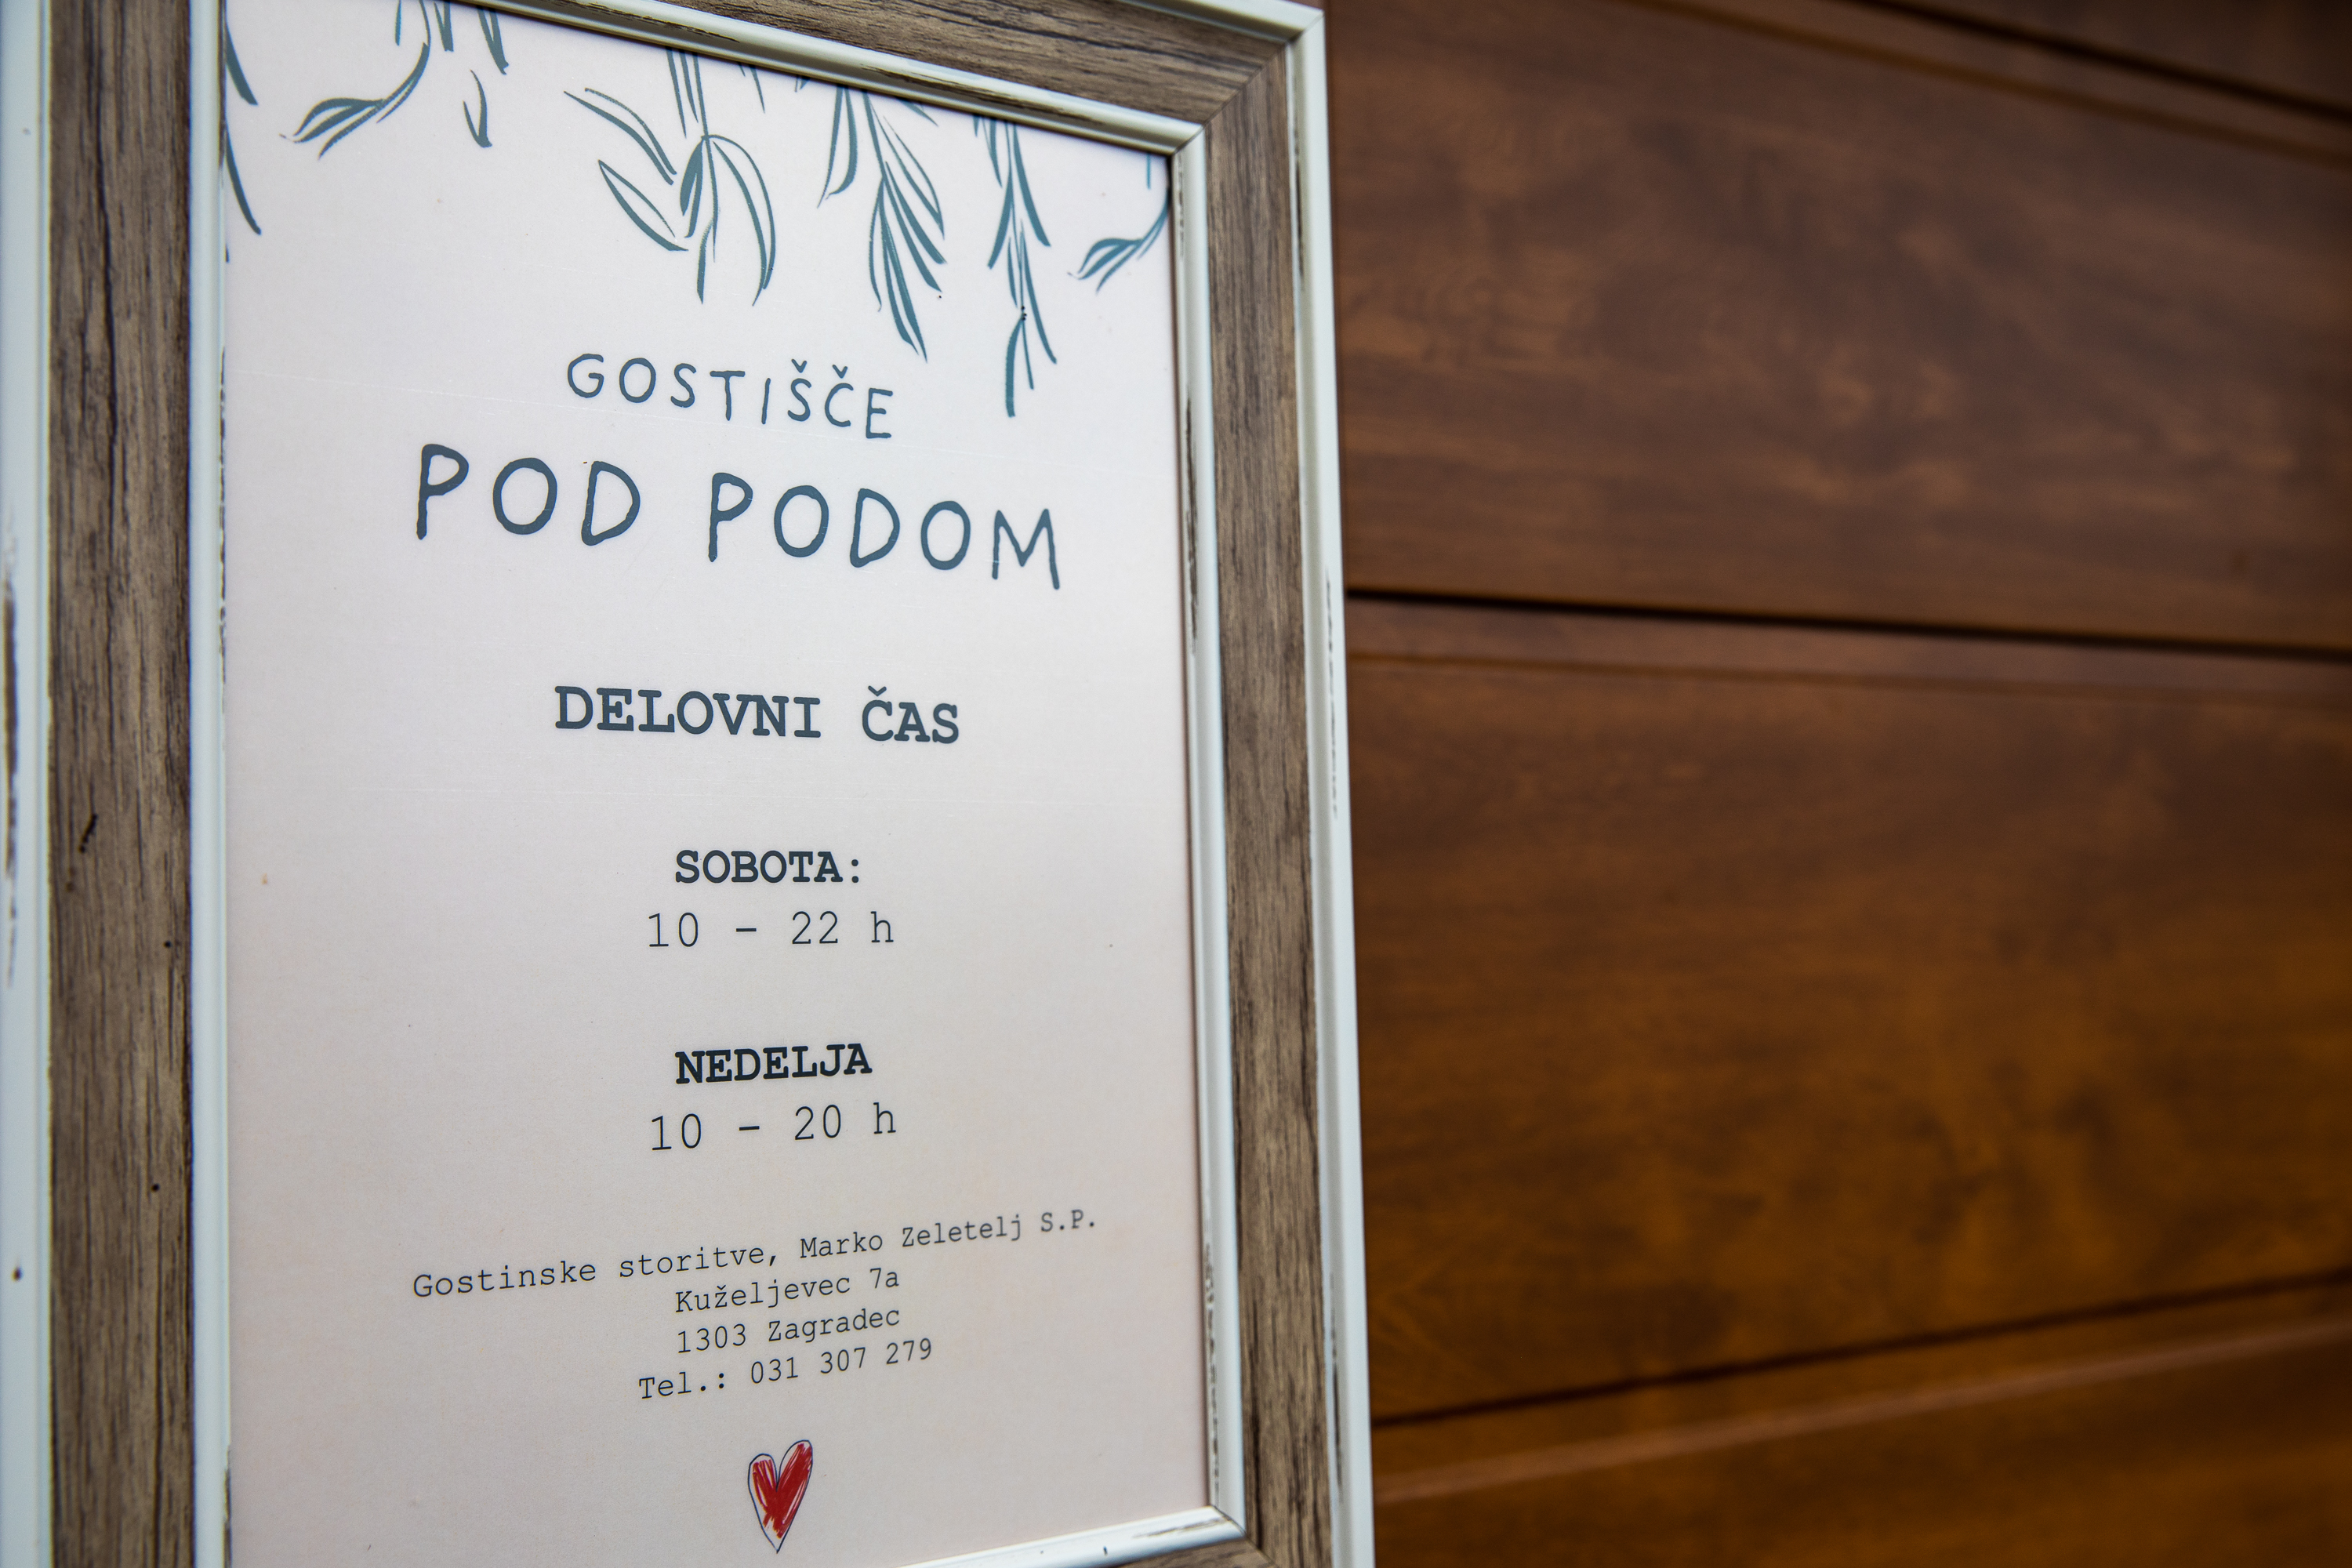 GOSTIŠČE
POD PODOM
DELOVNI ČAS
SOBOTA:
10 - 22 h
NEDELJA
10 - 20 h
Gostinske storitve, Marko Zeletelj S.P.
Kuželjevec 7a
1303 Zagradec
Tel.: 031 307 279